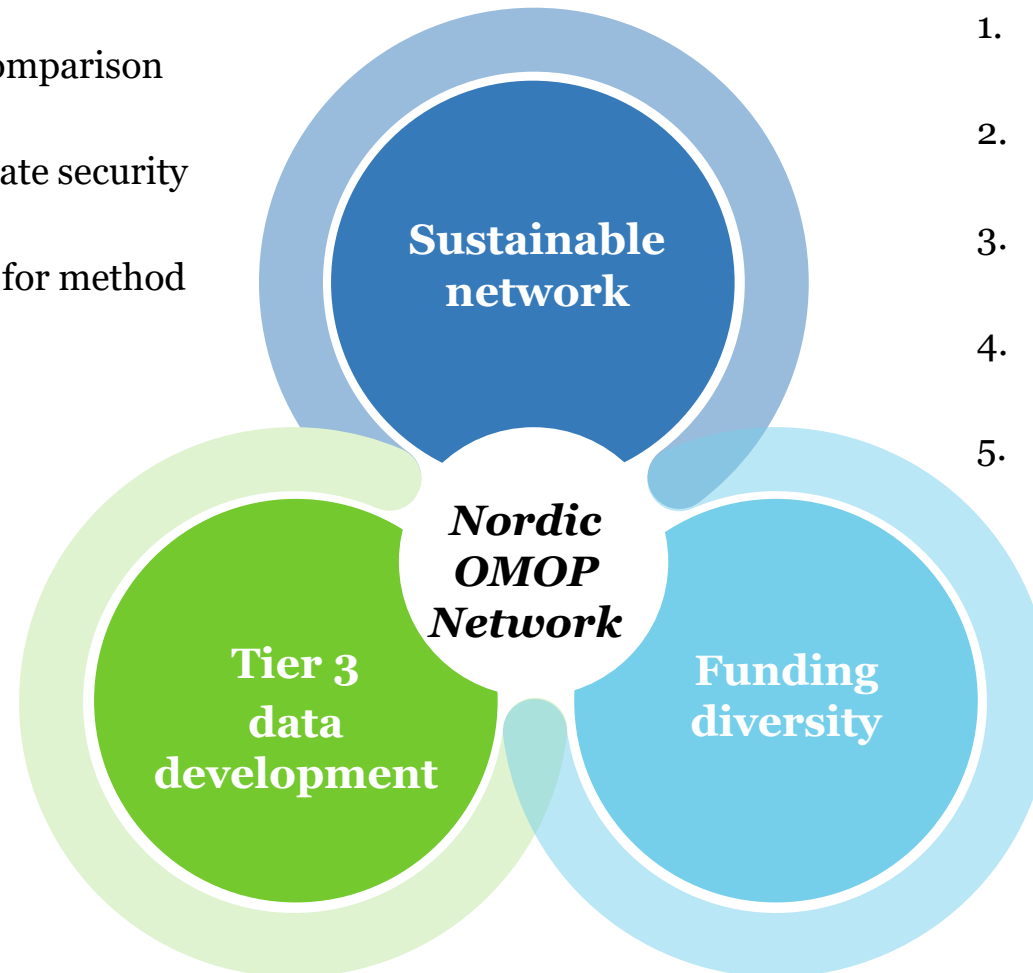 omparison
ate security
for method
Sustainable
network
Nordic
OMOP
Network
Tier 3
data
development
Funding
diversity
1.
2.
3.
4.
5.